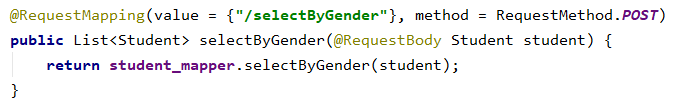 @RequestMapping(value = {"/selectByGender"}, method = RequestMethod.POST)
public List<Student> selectByGender(@RequestBody Student student) {
    return student_mapper.selectByGender(student);
}